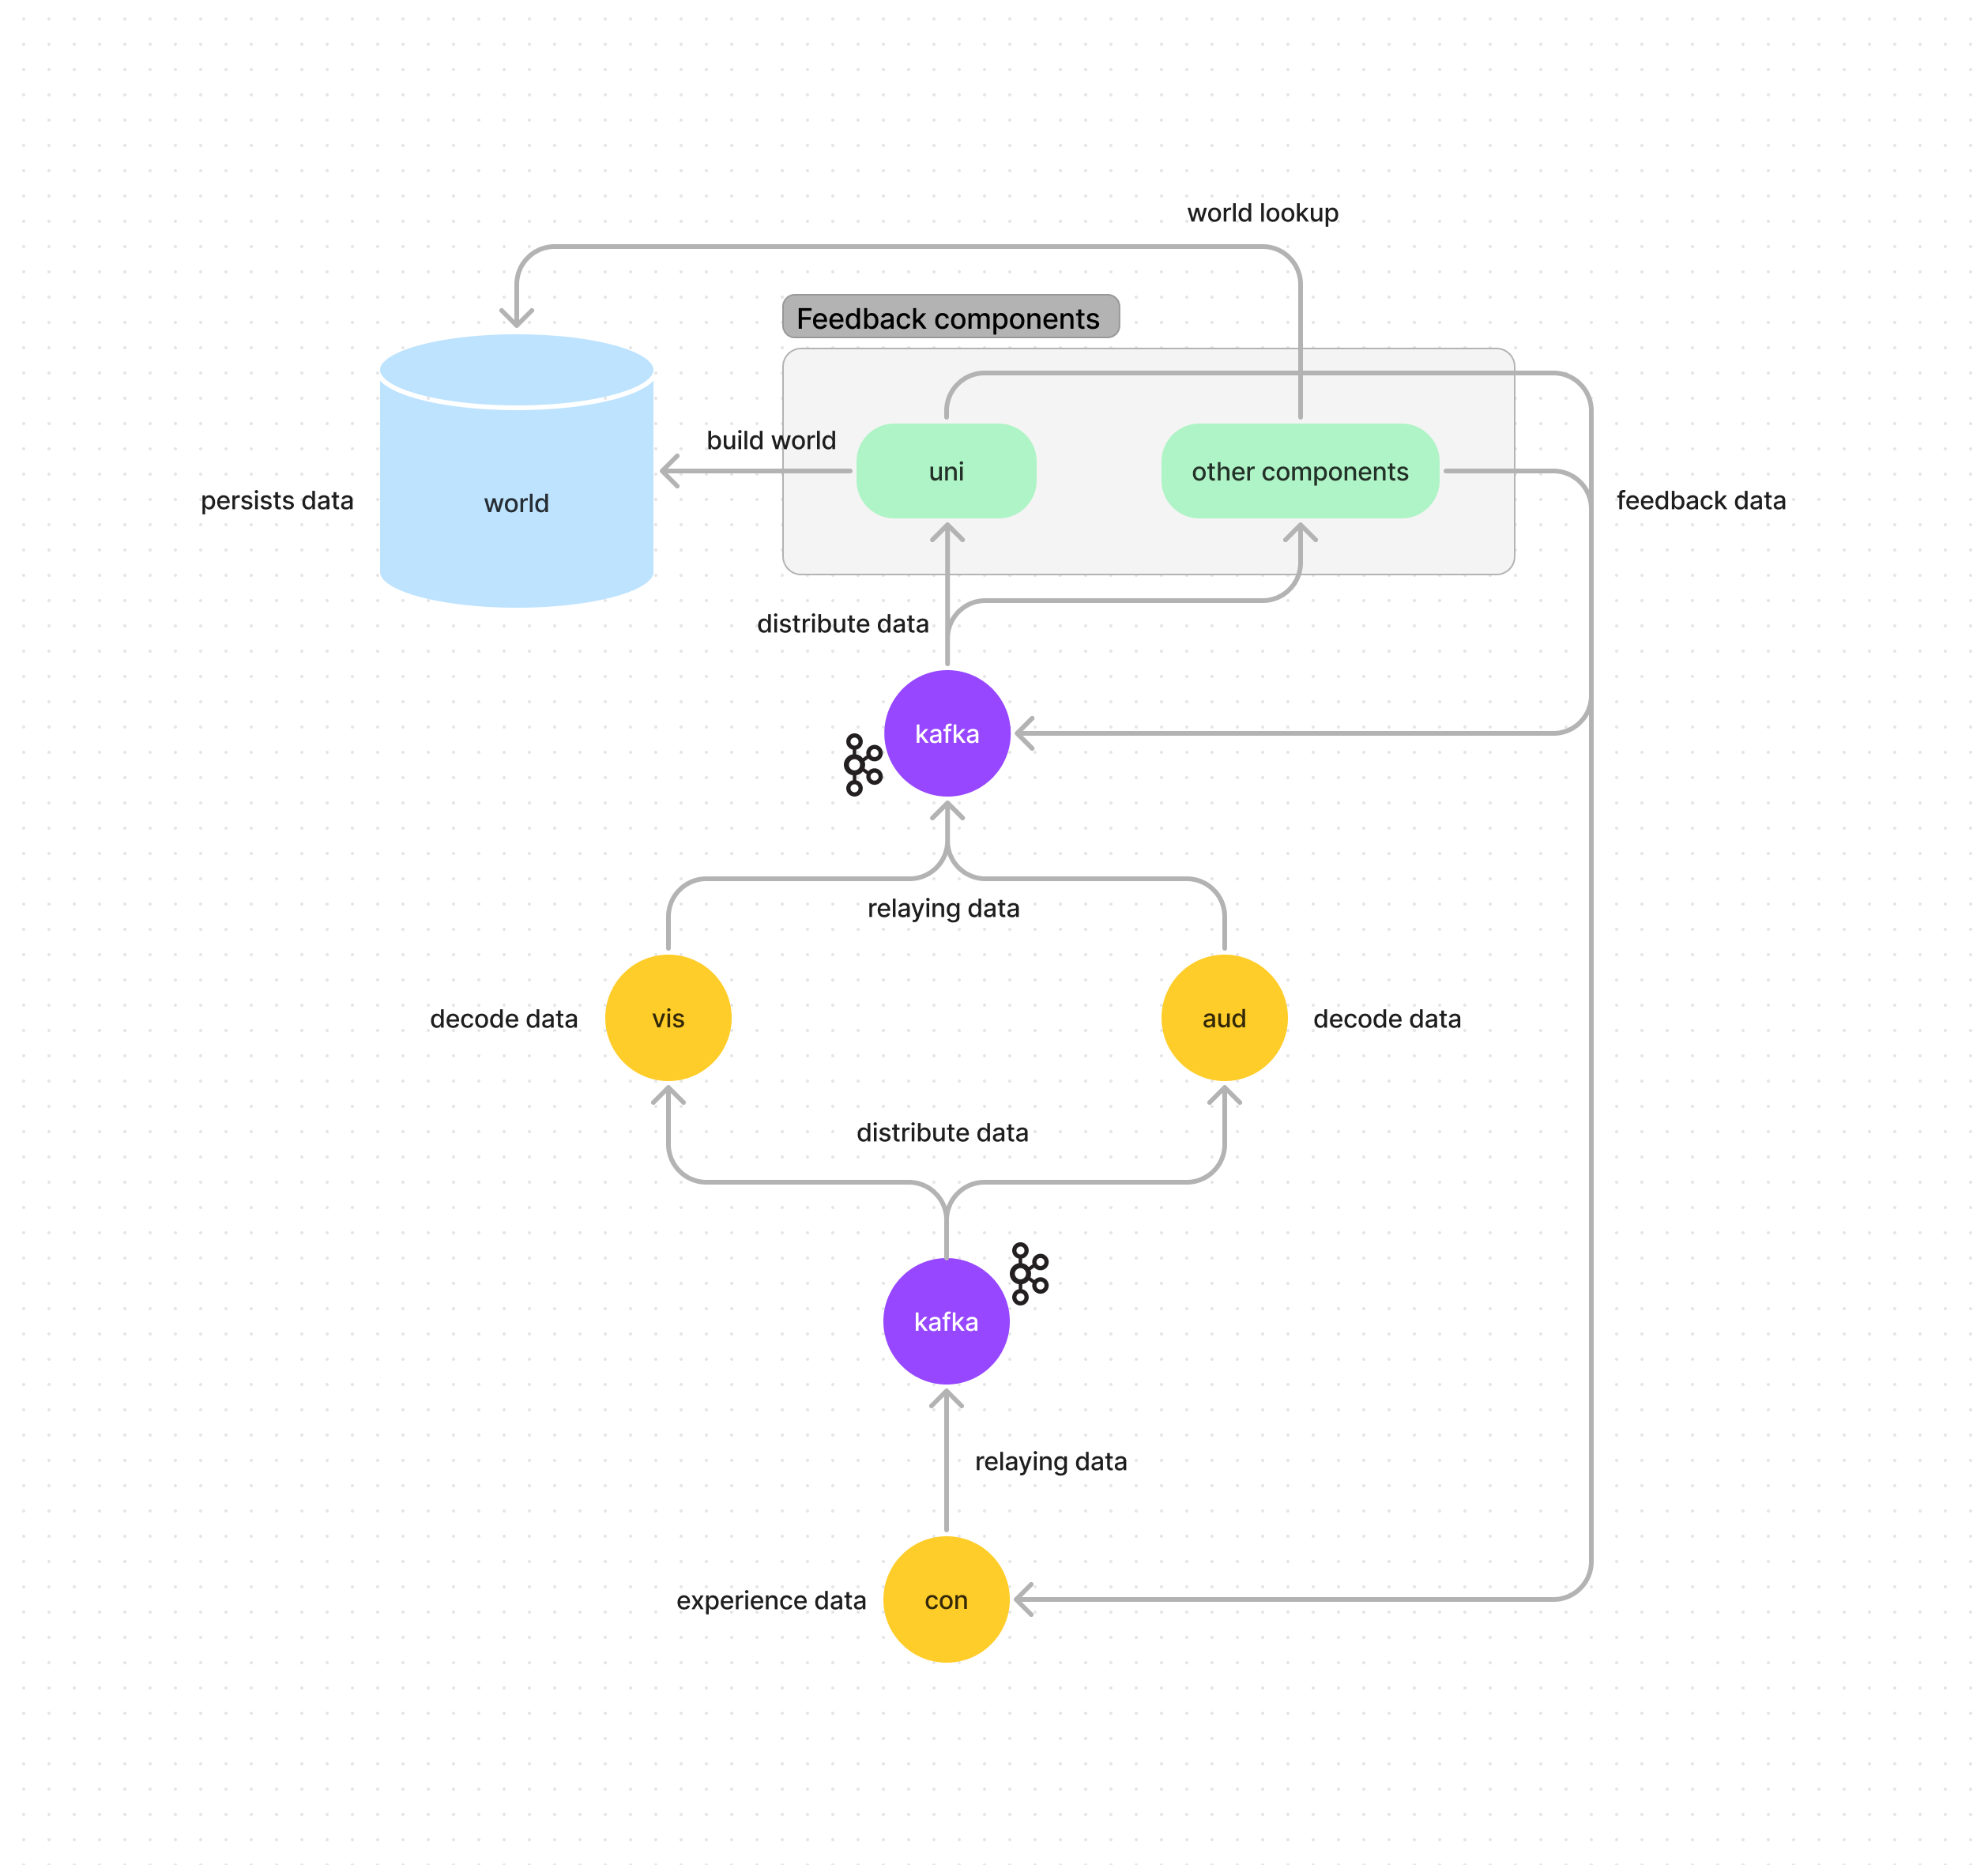 world lookup
Feedback components
build world
uni
other components
persists data
world
feedback data
distribute data
kafka
relaying data
decode data
vis
aud
decode data
distribute data
kafka
relaying data
experience data
con